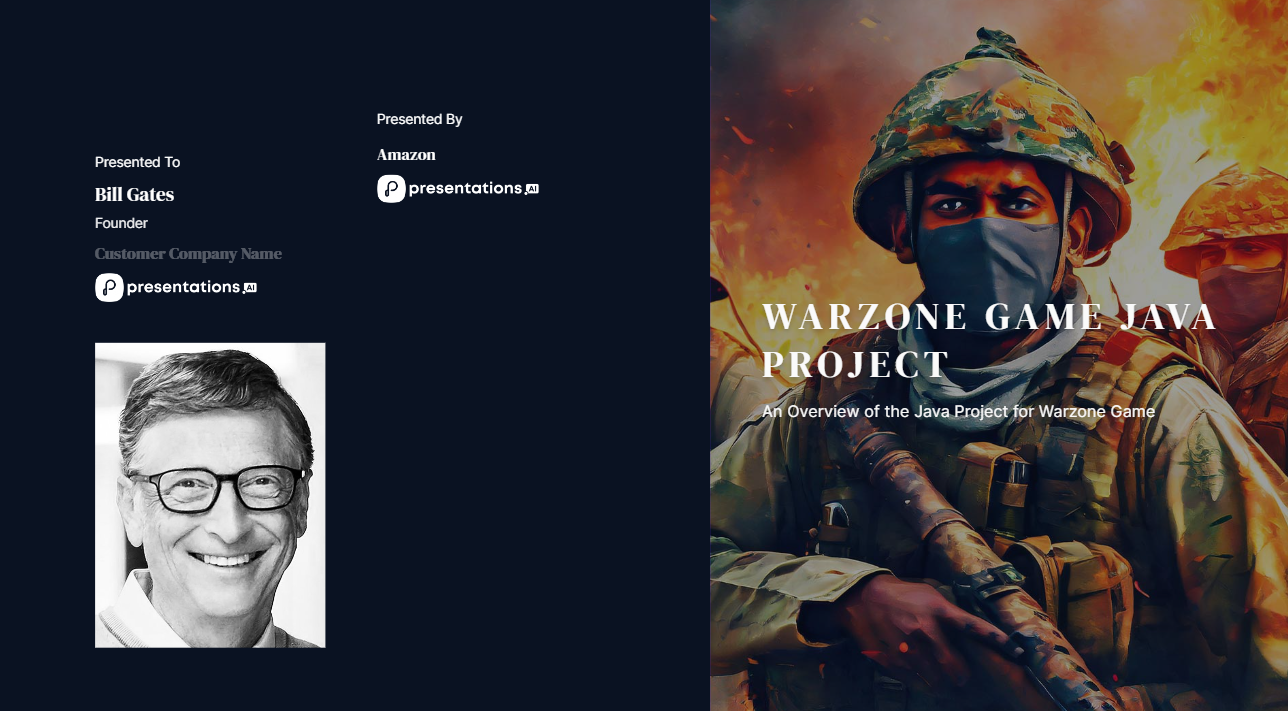 Presented To
Bill Gates
Founder
Customer Company Name
presentations.AI
Presented By
Amazon
presentations.AI
WARZONE GAME JAVA
PROJECT
An Overview of the Java Project for Warzone Game